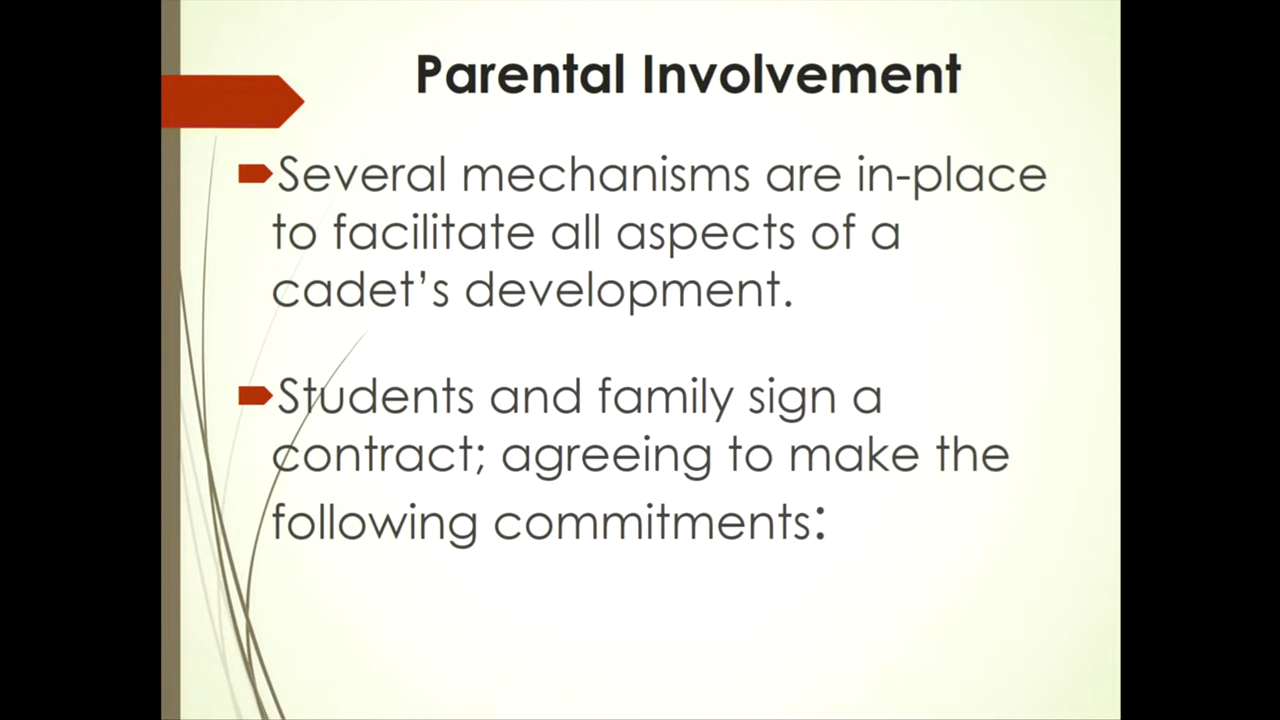 Parental Involvement
Several mechanisms are in-place
to facilitate all aspects of a
cadet’s development.
Students and family sign a
contract; agreeing to make the
following commitments: